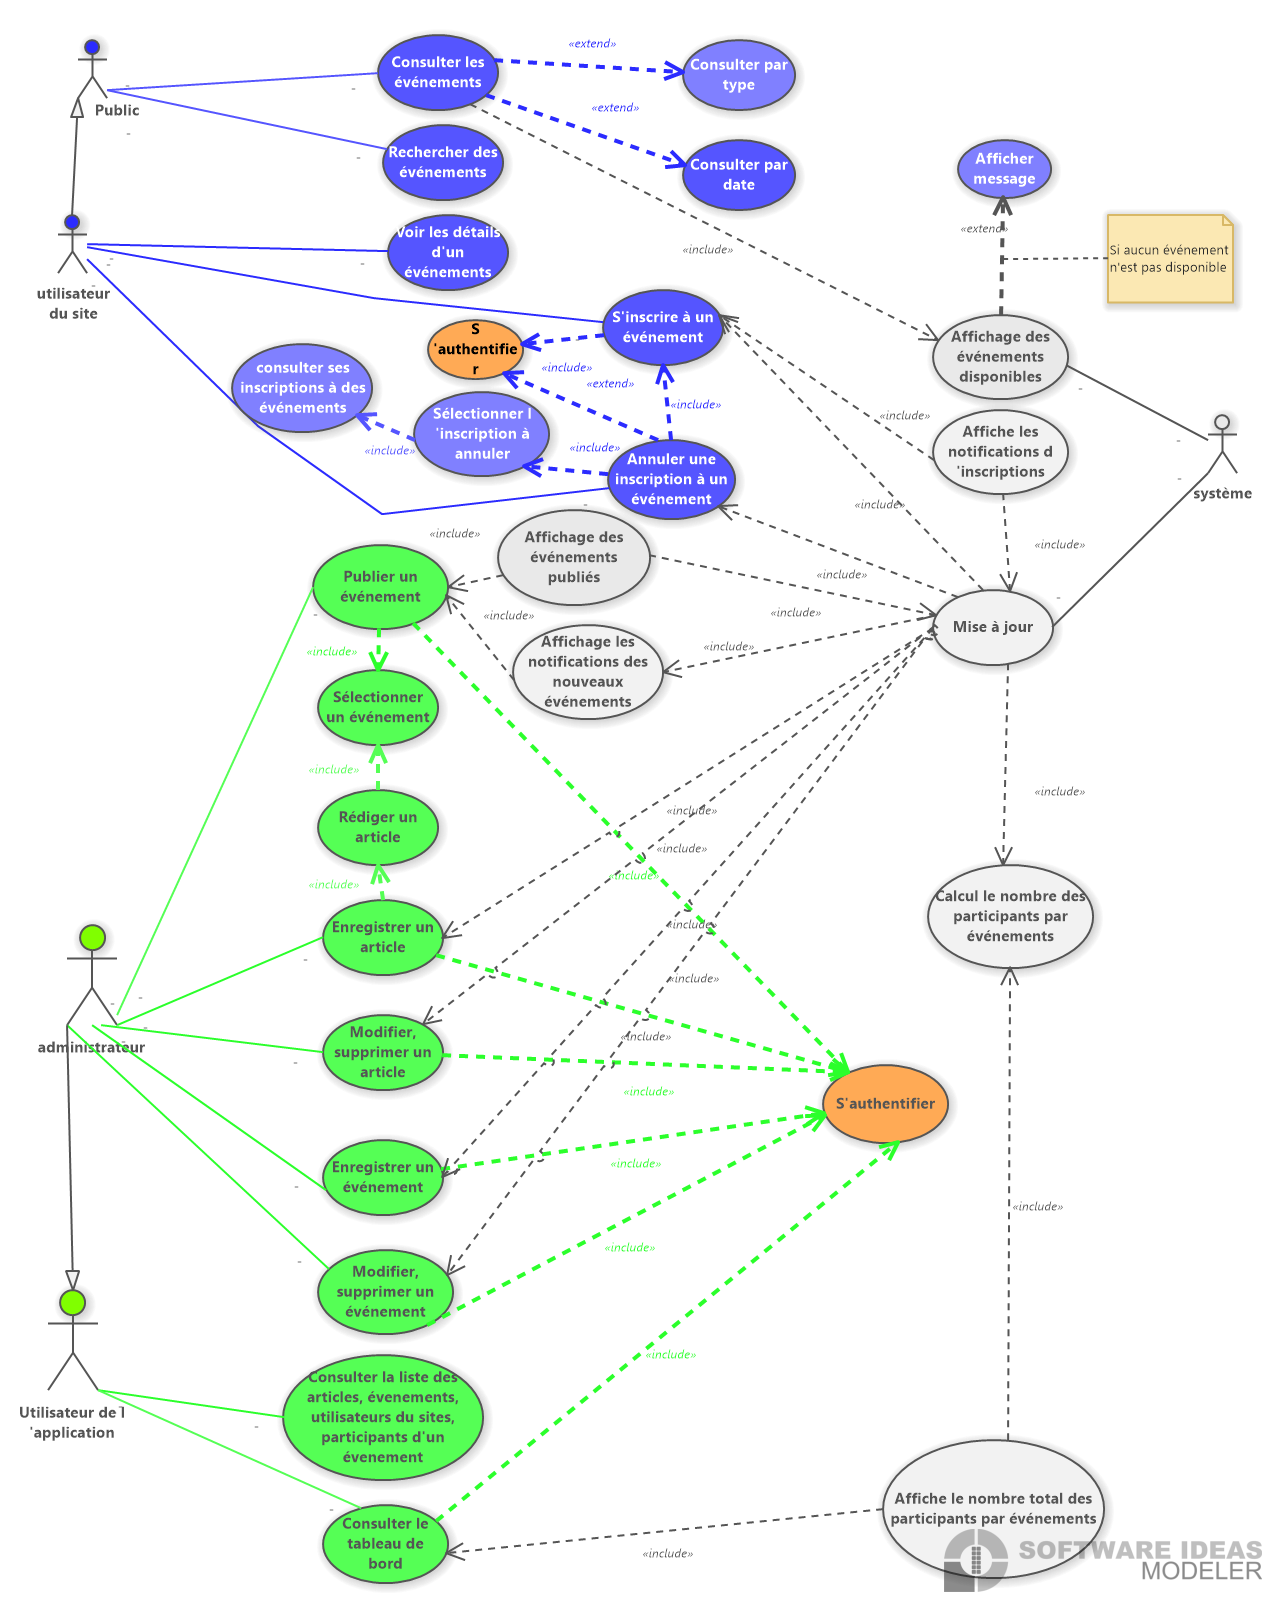 Public
Consulter les
événements
«extend»
Consulter par
type
«extend»
Rechercher des
événements
Consulter par
date
Afficher
message
«extend»
Si aucun événement
n'est pas disponible
utilisateur
du site
Voir les détails
d'un
événements
«include»
S'inscrire à un
événement
S
'authentifie
r
«include»
«extend»
«include»
Affichage des
événements
disponibles
consulter ses
inscriptions à des
événements
«include»
Sélectionner l
'inscription à
annuler
«include»
Annuler une
inscription à un
événement
«include»
Affiche les
notifications d
'inscriptions
système
«include»
«include»
«include»
Affichage des
événements
publiés
«include»
Publier un
événement
«include»
«include»
«include»
Affichage les
notifications des
nouveaux
événements
«include»
Mise à jour
«include»
Sélectionner
un événement
«include»
«include»
«include»
Rédiger un
article
«include»
«include»
«include»
Calcul le nombre des
participants par
événements
Enregistrer un
article
«include»
administrateur
«include»
«include»
Modifier,
supprimer un
article
«include»
S'authentifier
Enregistrer un
événement
«include»
«include»
«include»
Modifier,
supprimer un
événement
«include»
Utilisateur de l
'application
Consulter la liste des
articles, évenements,
utilisateurs du sites,
participants d'un
évenement
Consulter le
tableau de
bord
«include»
Affiche le nombre total des
participants par événements
SOFTWARE IDEAS
MODELER